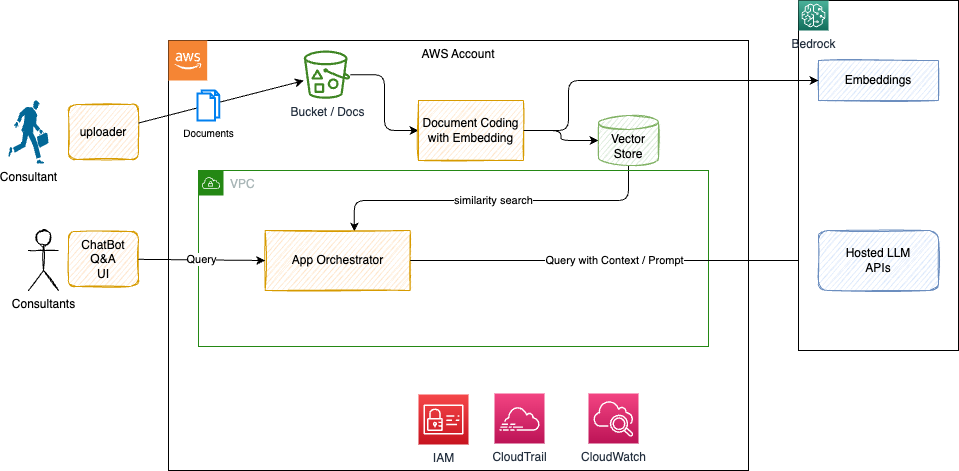 Bedrock
AWS Account
aws
Embeddings
Bucket / Docs
uploader
Documents
Document Coding
with Embedding
Vector
Store
Consultant
VPC
similarity search
ChatBot
Q&A
UI
Query
App Orchestrator
Query with Context / Prompt
Hosted LLM
APIs
Consultants
IAM
CloudTrail
CloudWatch